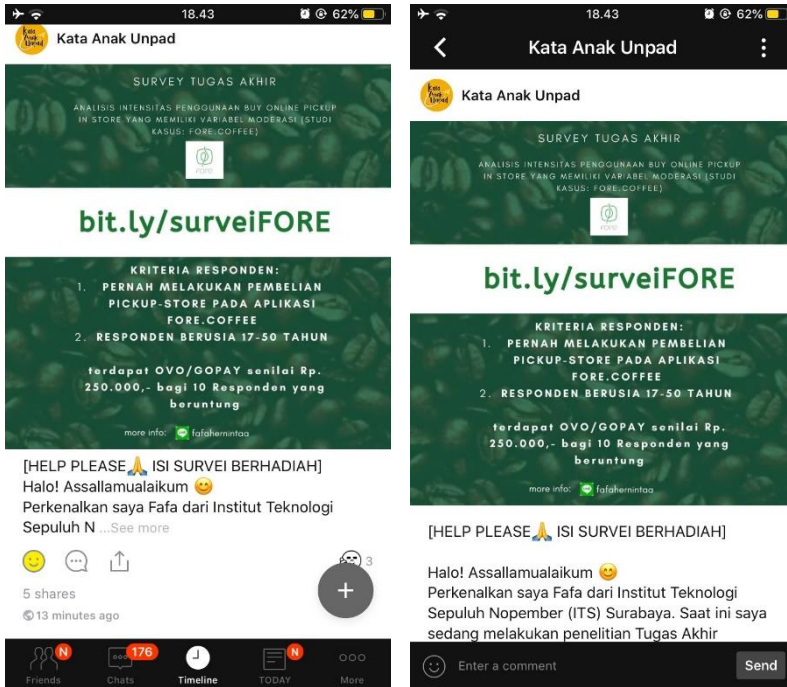 18.43
62%
Kata Anak Unpad
SURVEY TUGAS AKHIR
ANALISIS INTENSITAS PENGGUNAAN BUY ONLINE PICKUP
IN STORE YANG MEMILIKI VARIABEL MODERASI (STUDI
KASUS: FORE.COFFEE)
FORE
bit.ly/surveiFORE
KRITERIA RESPONDEN:
1. PERNAH MELAKUKAN PEMBELIAN
PICKUP-STORE PADA APLIKASI
FORE.COFFEE
2. RESPONDEN BERUSIA 17-50 TAHUN
terdapat OVO/GOPAY senilai Rp.
250.000,- bagi 10 Responden yang
beruntung
more info: LINE fafahernintaa
[HELP PLEASE🙏 ISI SURVEI BERHADIAH]
Halo! Assallamualaikum 😊
Perkenalkan saya Fafa dari Institut Teknologi
Sepuluh N ...See more
3
5 shares
13 minutes ago
+
N
176
N
Friends
Chats
Timeline
TODAY
More
18.43
62%
Kata Anak Unpad
Kata Anak Unpad
SURVEY TUGAS AKHIR
ANALISIS INTENSITAS PENGGUNAAN BUY ONLINE PICKUP
IN STORE YANG MEMILIKI VARIABEL MODERASI (STUDI
KASUS: FORE.COFFEE)
FORE
bit.ly/surveiFORE
KRITERIA RESPONDEN:
1. PERNAH MELAKUKAN PEMBELIAN
PICKUP-STORE PADA APLIKASI
FORE.COFFEE
2. RESPONDEN BERUSIA 17-50 TAHUN
terdapat OVO/GOPAY senilai Rp.
250.000,- bagi 10 Responden yang
beruntung
more info: LINE fafahernintaa
[HELP PLEASE🙏 ISI SURVEI BERHADIAH]
Halo! Assallamualaikum 😊
Perkenalkan saya Fafa dari Institut Teknologi
Sepuluh Nopember (ITS) Surabaya. Saat ini saya
sedang melakukan penelitian Tugas Akhir
Enter a comment
Send